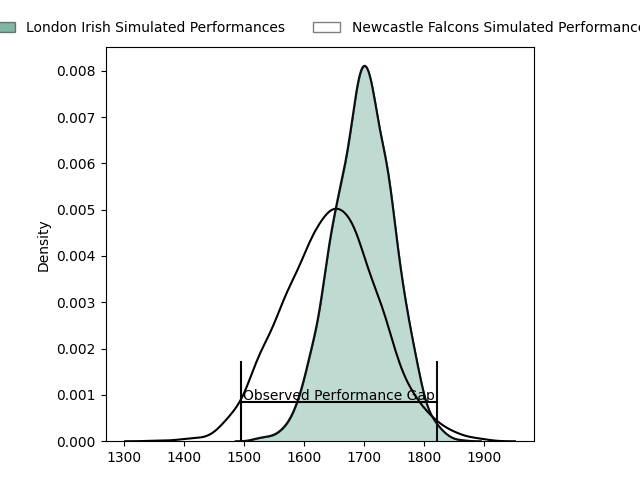 London Irish Simulated Performances
Newcastle Falcons Simulated Performanc
0.008
0.007
0.006
0.005
0.004
0.003
0.002
0.001
0.000
Density
Observed Performance Gap
1300 1400 1500 1600 1700 1800 1900